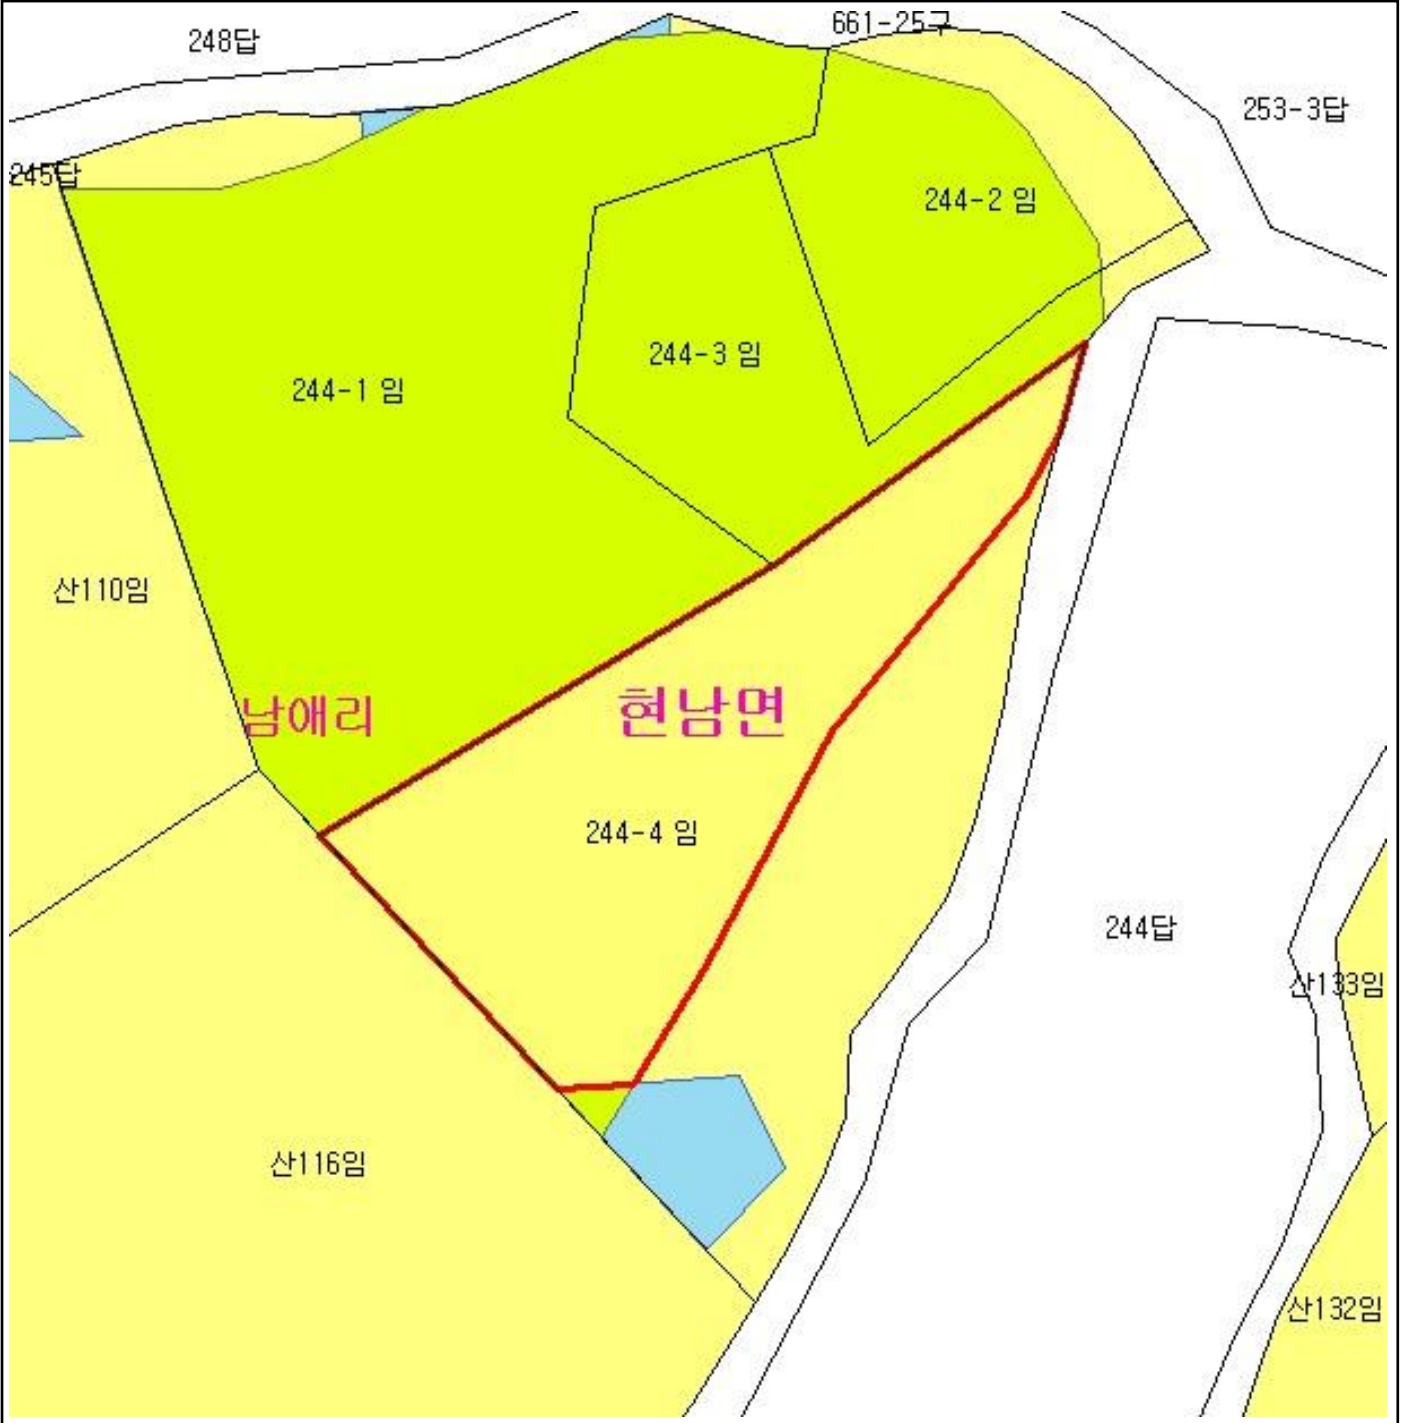 661-25구
248답
253-3답
245답
244-2 임
244-3 임
244-1 임
산110임
남애리
현남면
244-4 임
244답
산133임
산116임
산132임